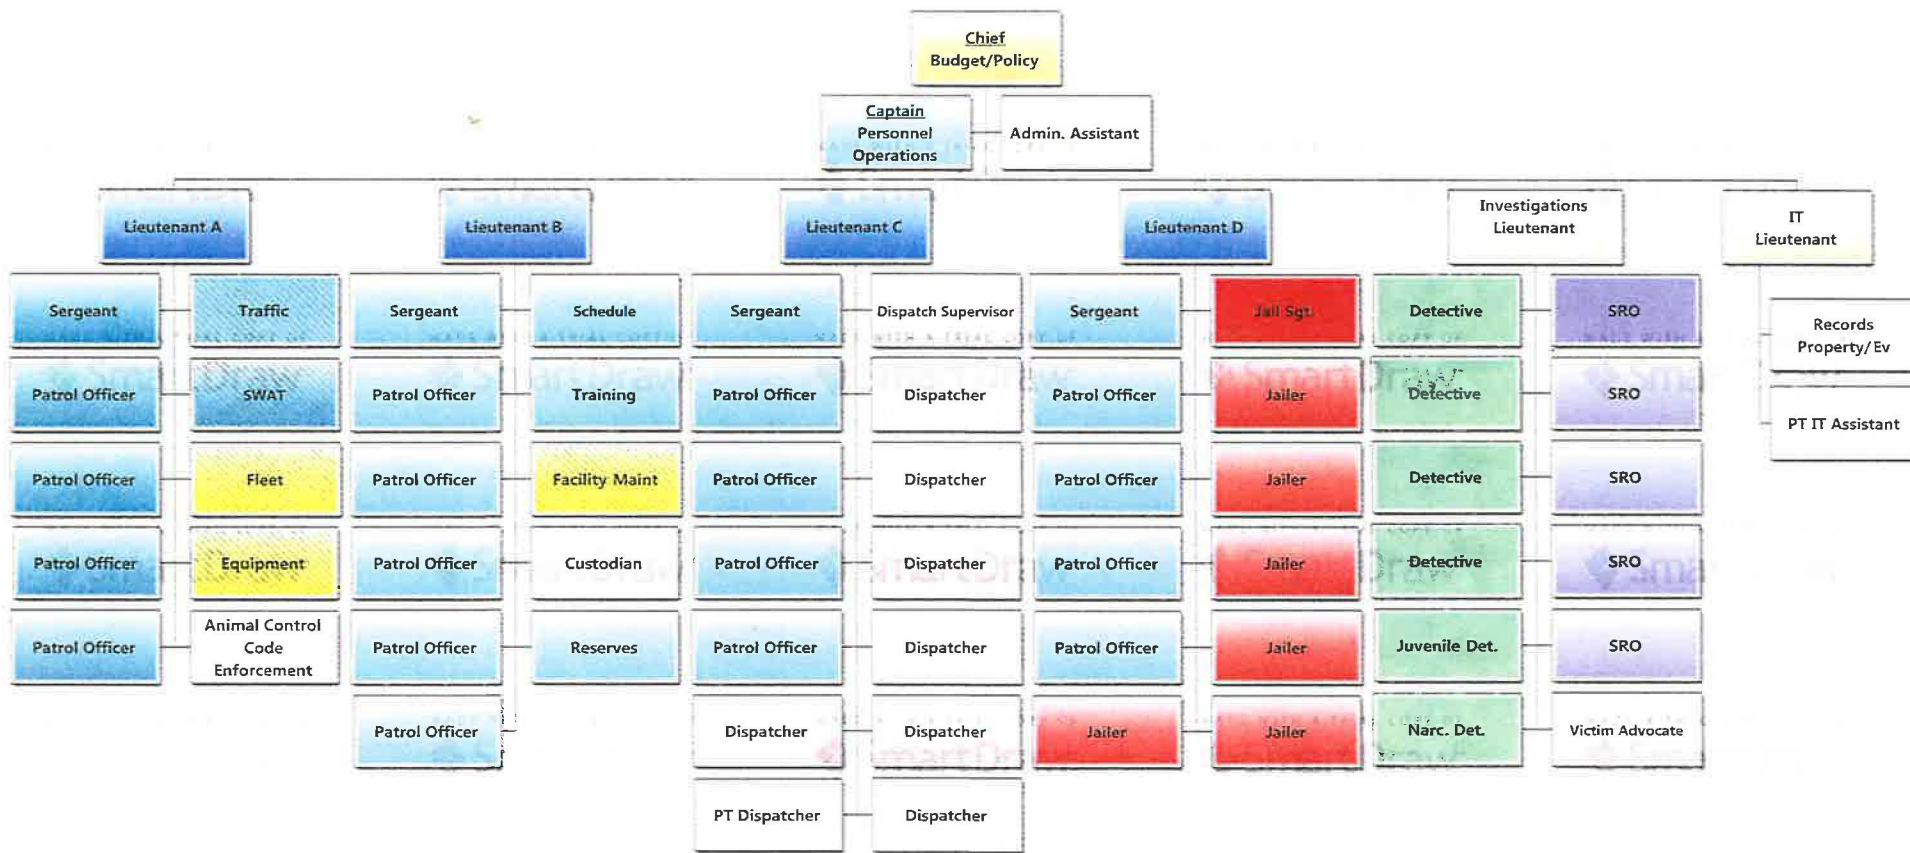 Chief
Budget/Policy
Captain
Personnel
Operations
Admin. Assistant
Lieutenant A
Lieutenant B
Lieutenant C
Lieutenant D
Investigations
Lieutenant
IT
Lieutenant
Sergeant
Traffic
Sergeant
Schedule
Sergeant
Dispatch Supervisor
Sergeant
Jail Sgt.
Detective
SRO
Records
Property/Ev
Patrol Officer
SWAT
Patrol Officer
Training
Patrol Officer
Dispatcher
Patrol Officer
Jailer
Detective
SRO
PT IT Assistant
Patrol Officer
Fleet
Patrol Officer
Facility Maint
Patrol Officer
Dispatcher
Patrol Officer
Jailer
Detective
SRO
Patrol Officer
Equipment
Patrol Officer
Custodian
Patrol Officer
Dispatcher
Patrol Officer
Jailer
Detective
SRO
Patrol Officer
Animal Control
Code
Enforcement
Patrol Officer
Reserves
Patrol Officer
Dispatcher
Patrol Officer
Jailer
Juvenile Det.
SRO
Patrol Officer
Dispatcher
Dispatcher
Jailer
Jailer
Narc. Det.
Victim Advocate
PT Dispatcher
Dispatcher